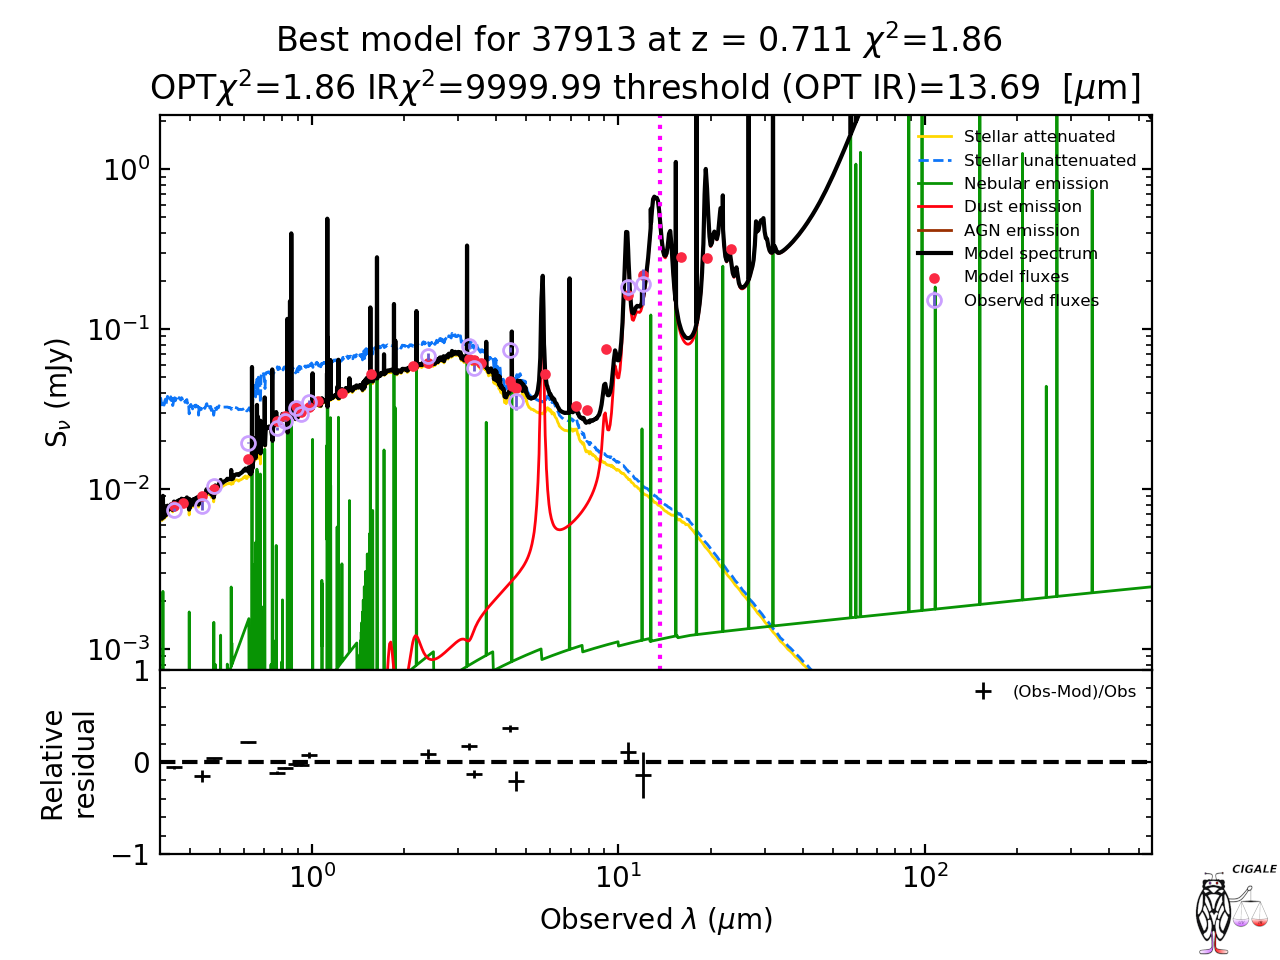 Best model for 37913 at z = 0.711 χ²=1.86
OPTχ²=1.86 IRχ²=9999.99 threshold (OPT IR)=13.69 [μm]
Stellar attenuated
Stellar unattenuated
Nebular emission
Dust emission
AGN emission
Model spectrum
Model fluxes
Observed fluxes
10⁰
10⁻¹
10⁻²
10⁻³
S_ν (mJy)
(Obs-Mod)/Obs
1
0
−1
Relative
residual
10⁰ 10¹ 10²
Observed λ (μm)
CIGALE